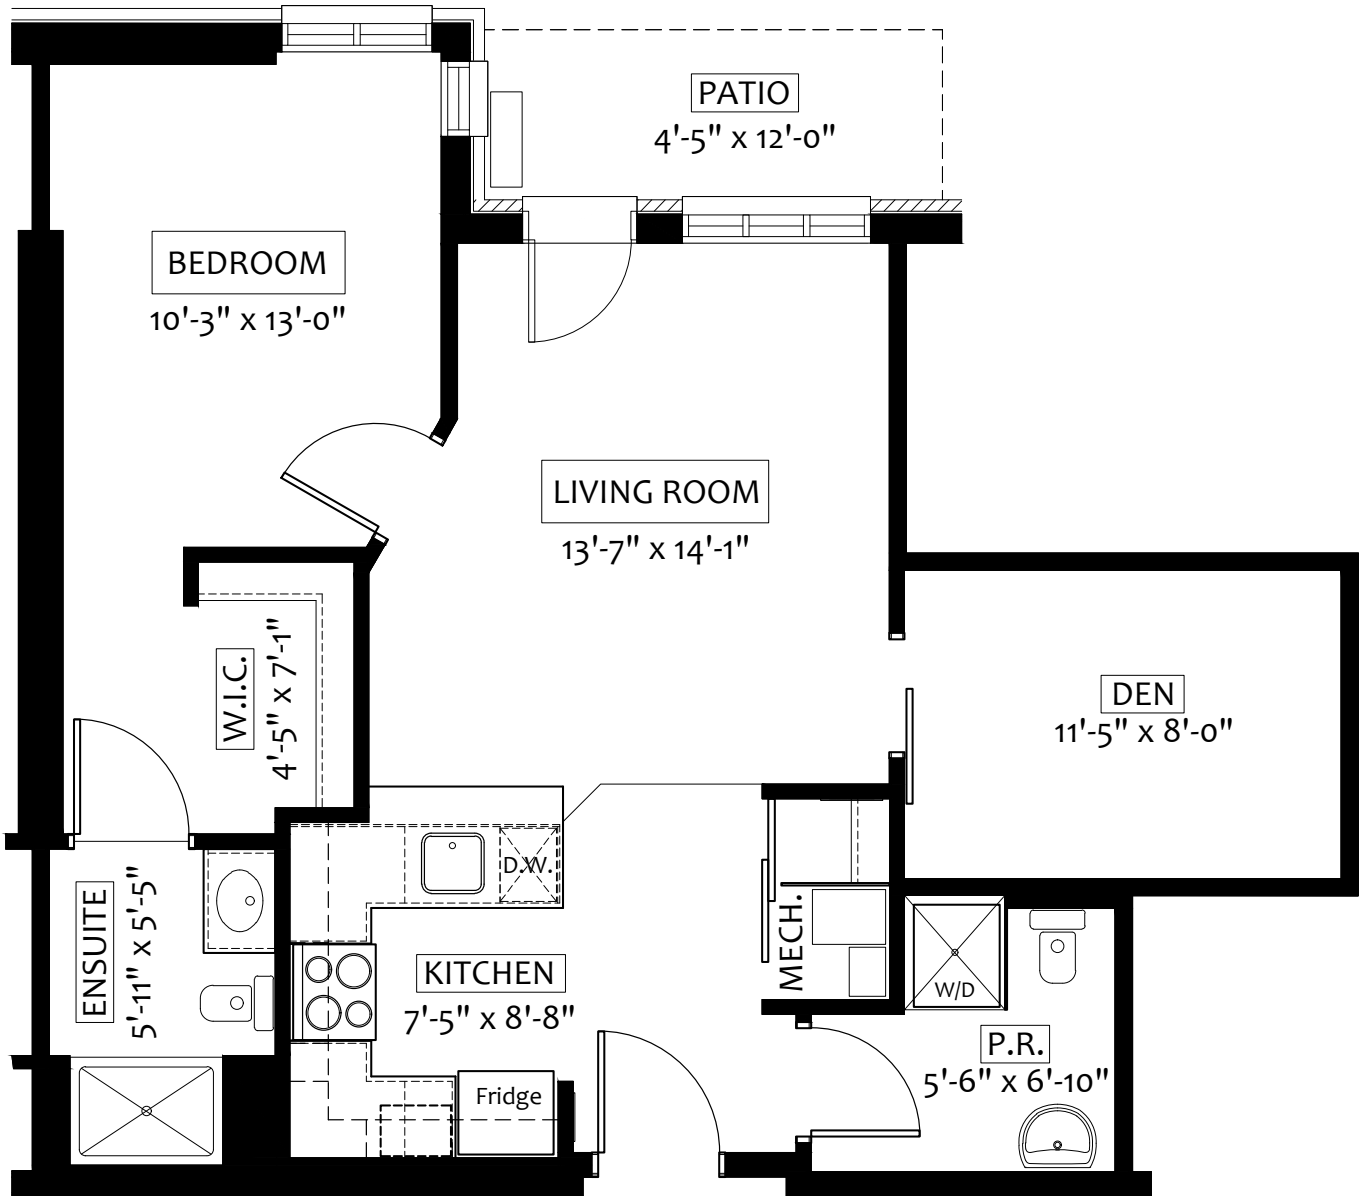 PATIO
4'-5" x 12'-0"
BEDROOM
10'-3" x 13'-0"
LIVING ROOM
13'-7" x 14'-1"
W.I.C.
4'-5" x 7'-1"
DEN
11'-5" x 8'-0"
D.W.
ENSUITE
5'-11" x 5'-5"
KITCHEN
7'-5" x 8'-8"
MECH.
W/D
P.R.
5'-6" x 6'-10"
Fridge